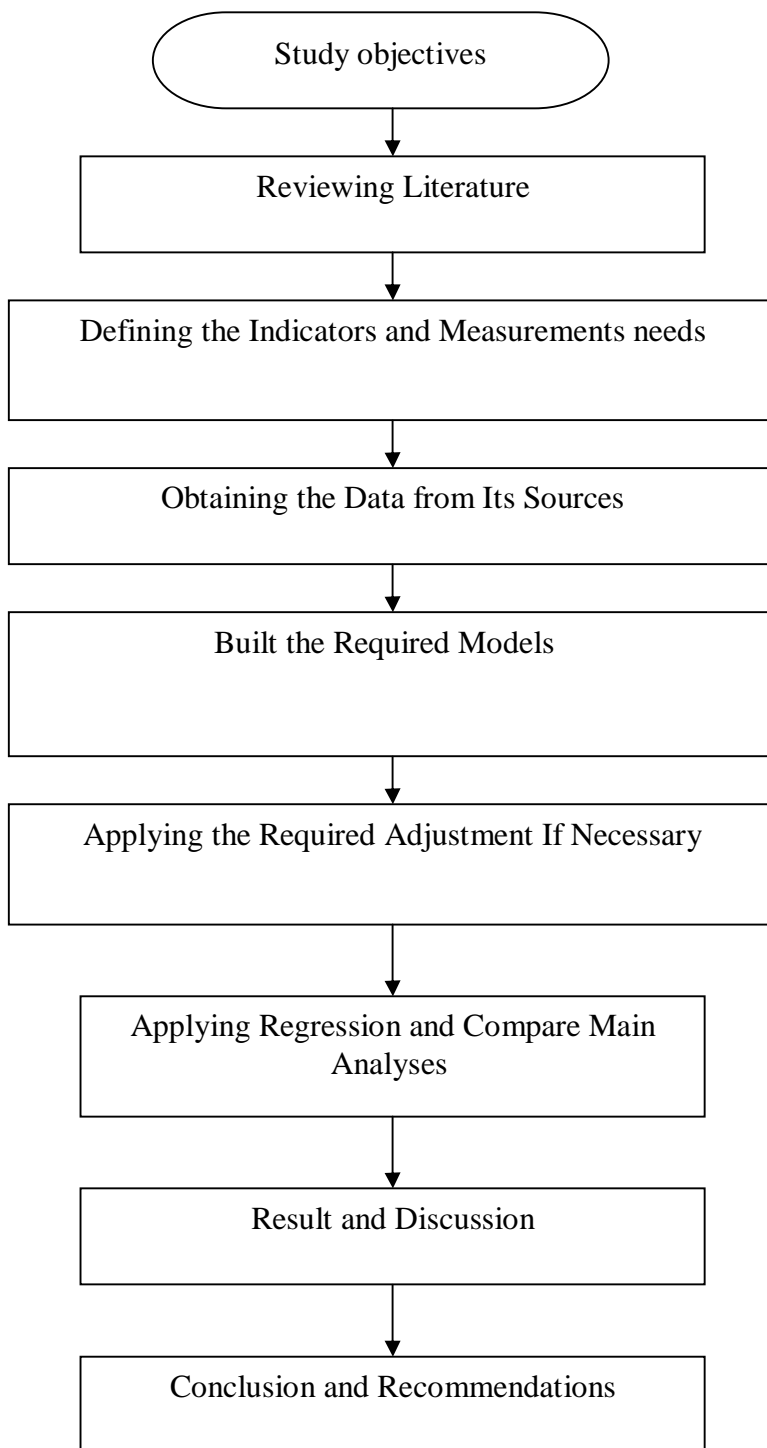 Study objectives
Reviewing Literature
Defining the Indicators and Measurements needs
Obtaining the Data from Its Sources
Built the Required Models
Applying the Required Adjustment If Necessary
Applying Regression and Compare Main
Analyses
Result and Discussion
Conclusion and Recommendations